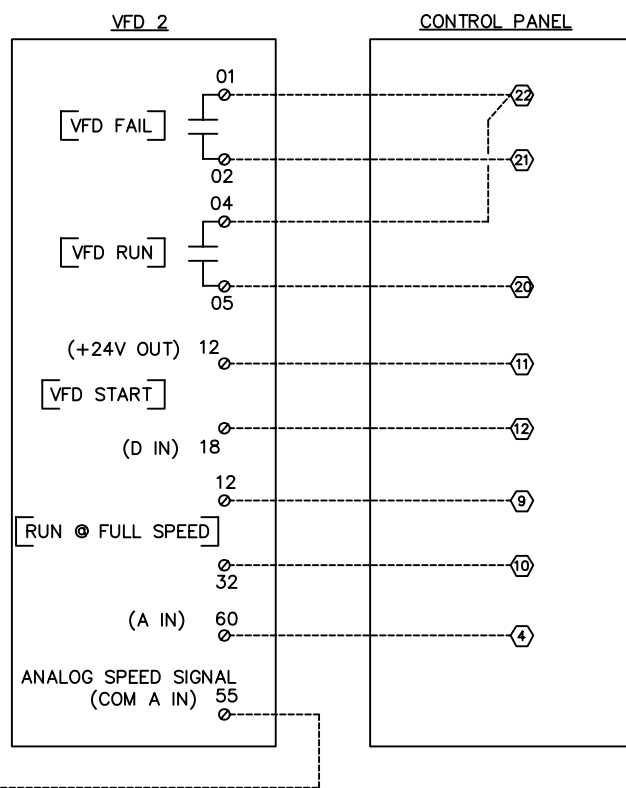 VFD 2
CONTROL PANEL
01
22
[VFD FAIL]
02
21
04
[VFD RUN]
05
20
(+24V OUT) 12
11
[VFD START]
12
(D IN) 18
12
9
[RUN @ FULL SPEED]
10
32
(A IN) 60
4
ANALOG SPEED SIGNAL
(COM A IN) 55